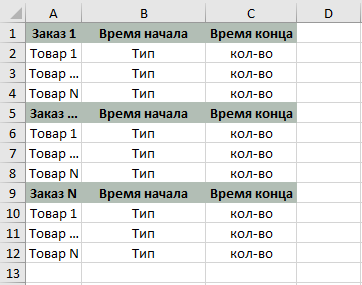 A B C D
1 Заказ 1 Время начала Время конца
2 Товар 1 Тип кол-во
3 Товар ... Тип кол-во
4 Товар N Тип кол-во
5 Заказ ... Время начала Время конца
6 Товар 1 Тип кол-во
7 Товар ... Тип кол-во
8 Товар N Тип кол-во
9 Заказ N Время начала Время конца
10 Товар 1 Тип кол-во
11 Товар ... Тип кол-во
12 Товар N Тип кол-во
13